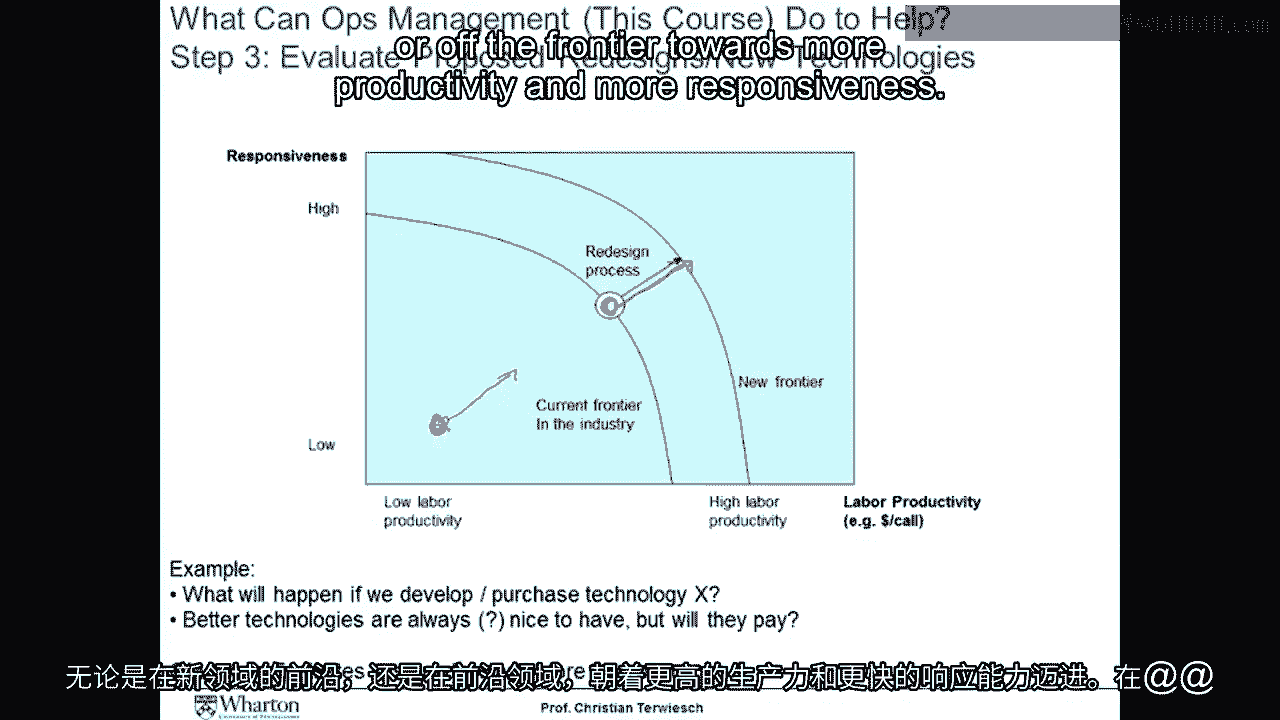 What Can Ops Management (This Course) Do to Help?
or off the frontier towards more
Step 3: Evaluate Proposed Redesigns/New Technologies
productivity and more responsiveness.
Responsiveness
High
Redesign
process
New frontier
Current frontier
In the industry
Low
Low labor
productivity
High labor
productivity
Labor Productivity
(e.g. $/call)
Example:
• What will happen if we develop / purchase technology X?
• Better technologies are always (?) nice to have, but will they pay?
无论是在新领域的前沿，还是在前沿领域，朝着更高的生产力和更快的响应能力迈进。在@@
Wharton
Prof. Christian Terwiesch